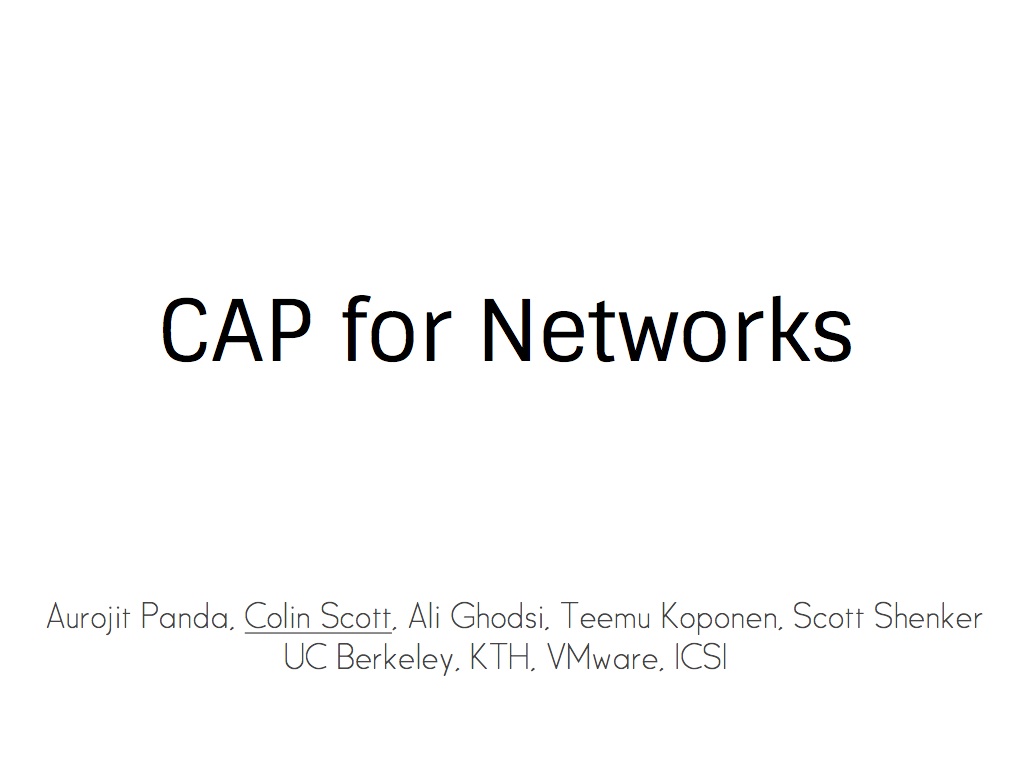 CAP for Networks
Aurojit Panda, Colin Scott, Ali Ghodsi, Teemu Koponen, Scott Shenker
UC Berkeley, KTH, VMware, ICSI